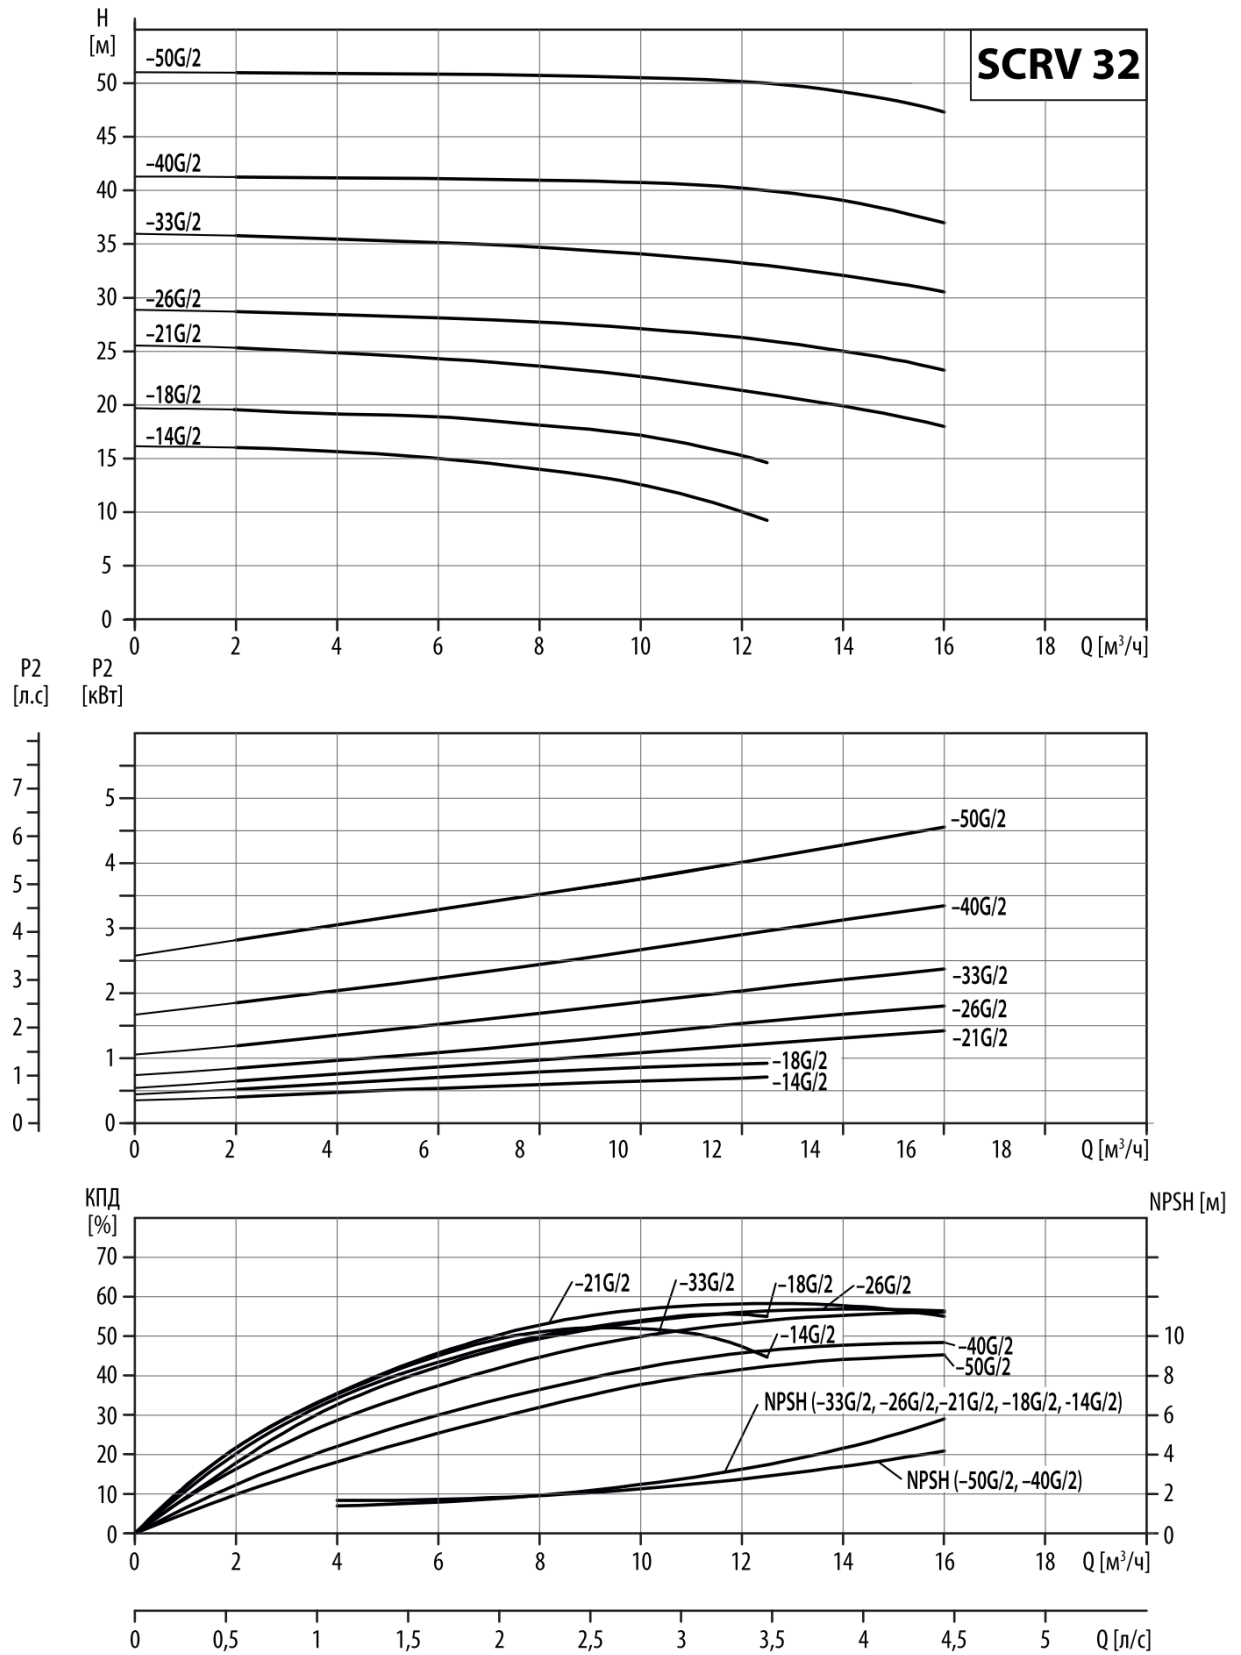 H
[м]
SCRV 32
–50G/2
50
45
–40G/2
40
–33G/2
35
30
–26G/2
–21G/2
25
–18G/2
20
–14G/2
15
10
5
0
0 2 4 6 8 10 12 14 16 18 Q [м³/ч]
P2 P2
[л.с] [кВт]
7
6
5
4
3
2
1
0
5
4
3
2
1
0
–50G/2
–40G/2
–33G/2
–26G/2
–21G/2
–18G/2
–14G/2
0 2 4 6 8 10 12 14 16 18 Q [м³/ч]
КПД
[%]
NPSH [м]
70
60
50
40
30
20
10
0
–21G/2 –33G/2 –18G/2 –26G/2
–14G/2
–40G/2
–50G/2
NPSH (–33G/2, –26G/2,–21G/2, –18G/2, -14G/2)
NPSH (–50G/2, –40G/2)
10
8
6
4
2
0
0 2 4 6 8 10 12 14 16 18 Q [м³/ч]
0 0,5 1 1,5 2 2,5 3 3,5 4 4,5 5 Q [л/с]